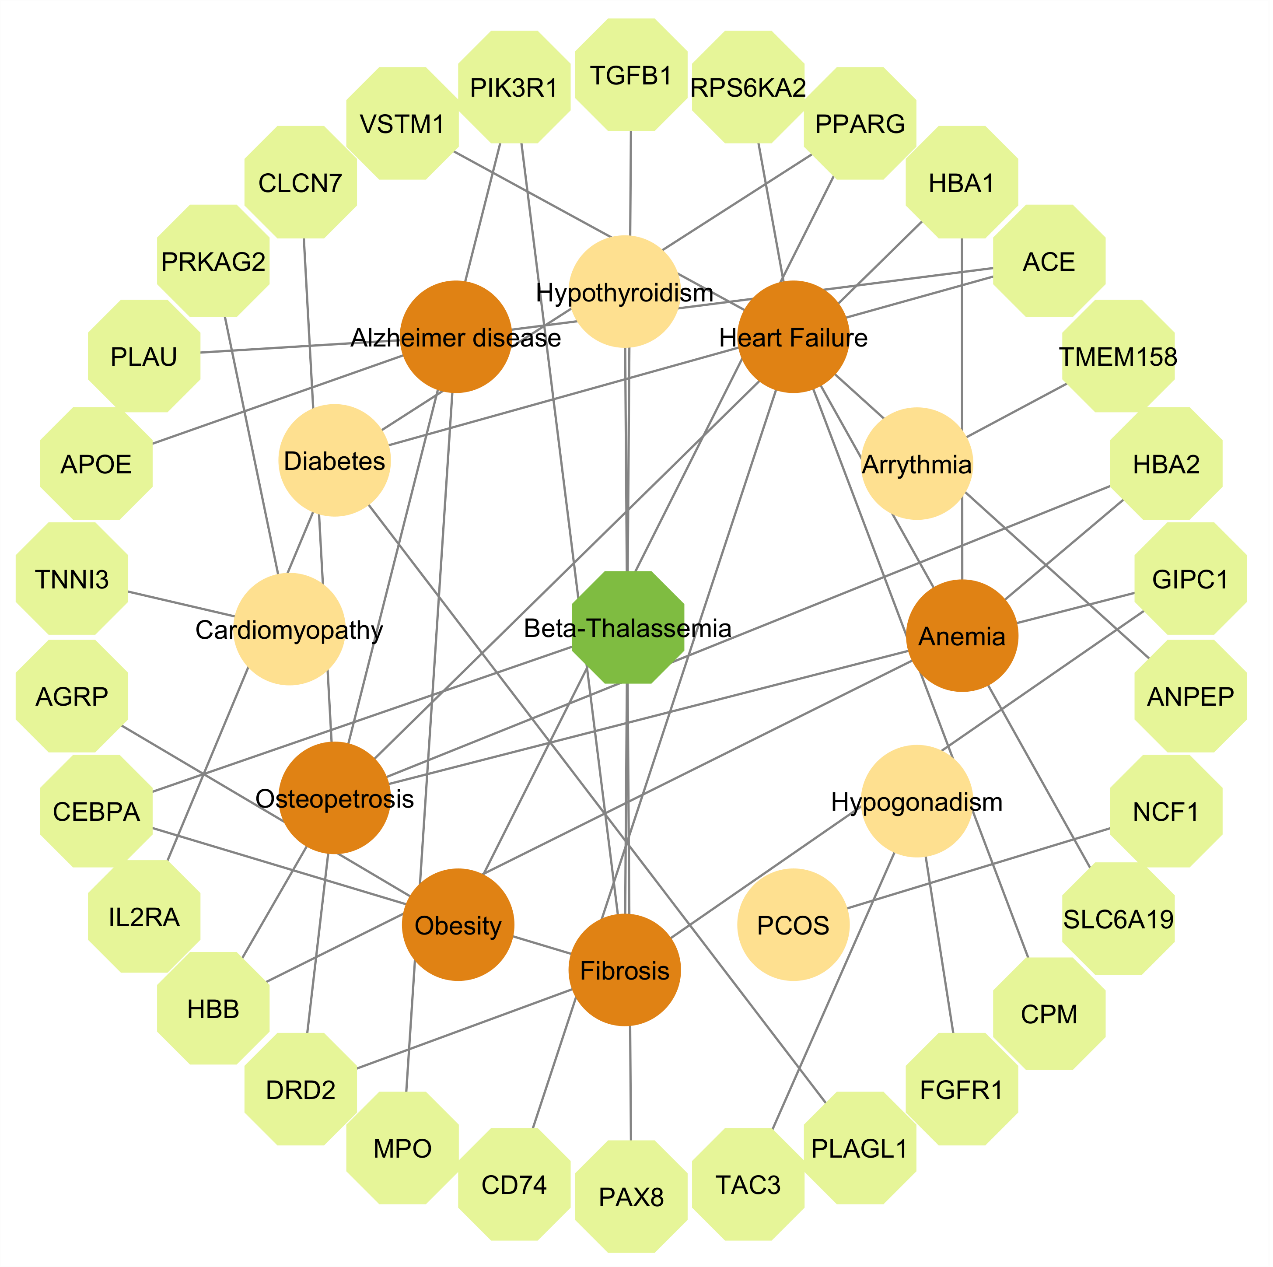 TGFB1
PIK3R1
RPS6KA2
VSTM1
PPARG
CLCN7
HBA1
PRKAG2
ACE
Hypothyroidism
Alzheimer disease
Heart Failure
PLAU
TMEM158
Diabetes
Arrythmia
APOE
HBA2
TNNI3
GIPC1
Cardiomyopathy
Beta-Thalassemia
Anemia
AGRP
ANPEP
Osteopetrosis
Hypogonadism
CEBPA
NCF1
IL2RA
Obesity
PCOS
SLC6A19
Fibrosis
HBB
CPM
DRD2
FGFR1
MPO
PLAGL1
CD74
TAC3
PAX8